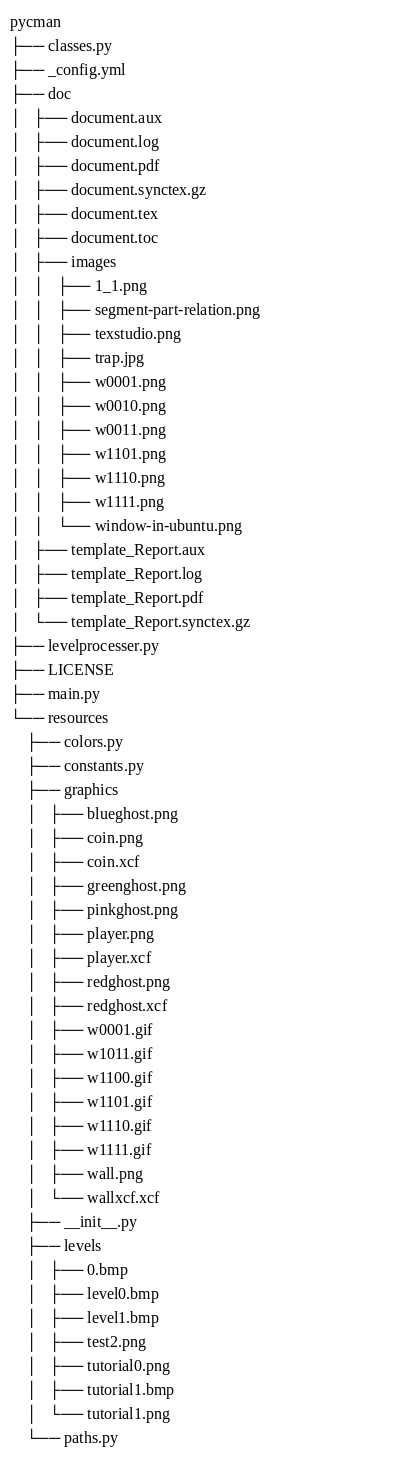 pycman
├── classes.py
├── _config.yml
├── doc
│   ├── document.aux
│   ├── document.log
│   ├── document.pdf
│   ├── document.synctex.gz
│   ├── document.tex
│   ├── document.toc
│   ├── images
│   │   ├── 1_1.png
│   │   ├── segment-part-relation.png
│   │   ├── texstudio.png
│   │   ├── trap.jpg
│   │   ├── w0001.png
│   │   ├── w0010.png
│   │   ├── w0011.png
│   │   ├── w1101.png
│   │   ├── w1110.png
│   │   ├── w1111.png
│   │   └── window-in-ubuntu.png
│   ├── template_Report.aux
│   ├── template_Report.log
│   ├── template_Report.pdf
│   └── template_Report.synctex.gz
├── levelprocesser.py
├── LICENSE
├── main.py
└── resources
    ├── colors.py
    ├── constants.py
    ├── graphics
    │   ├── blueghost.png
    │   ├── coin.png
    │   ├── coin.xcf
    │   ├── greenghost.png
    │   ├── pinkghost.png
    │   ├── player.png
    │   ├── player.xcf
    │   ├── redghost.png
    │   ├── redghost.xcf
    │   ├── w0001.gif
    │   ├── w1011.gif
    │   ├── w1100.gif
    │   ├── w1101.gif
    │   ├── w1110.gif
    │   ├── w1111.gif
    │   ├── wall.png
    │   └── wallxcf.xcf
    ├── __init__.py
    ├── levels
    │   ├── 0.bmp
    │   ├── level0.bmp
    │   ├── level1.bmp
    │   ├── test2.png
    │   ├── tutorial0.png
    │   ├── tutorial1.bmp
    │   └── tutorial1.png
    └── paths.py